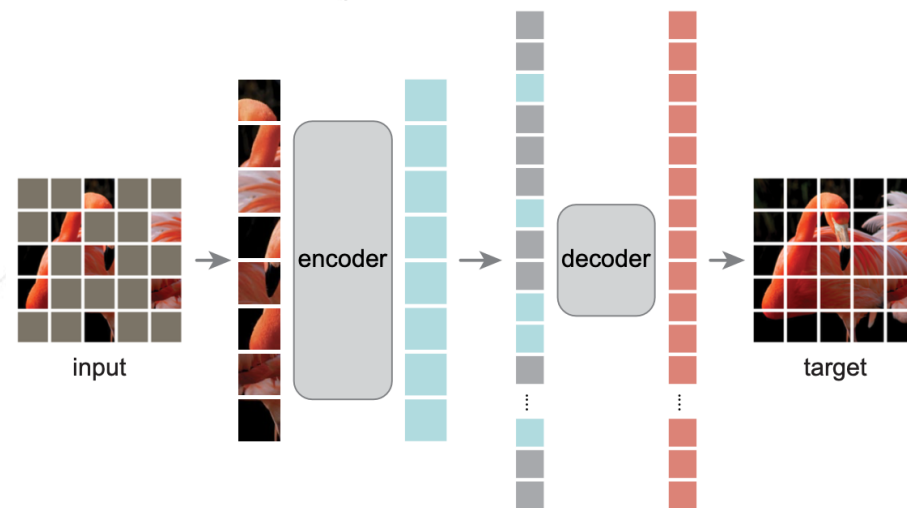 input
encoder
decoder
target